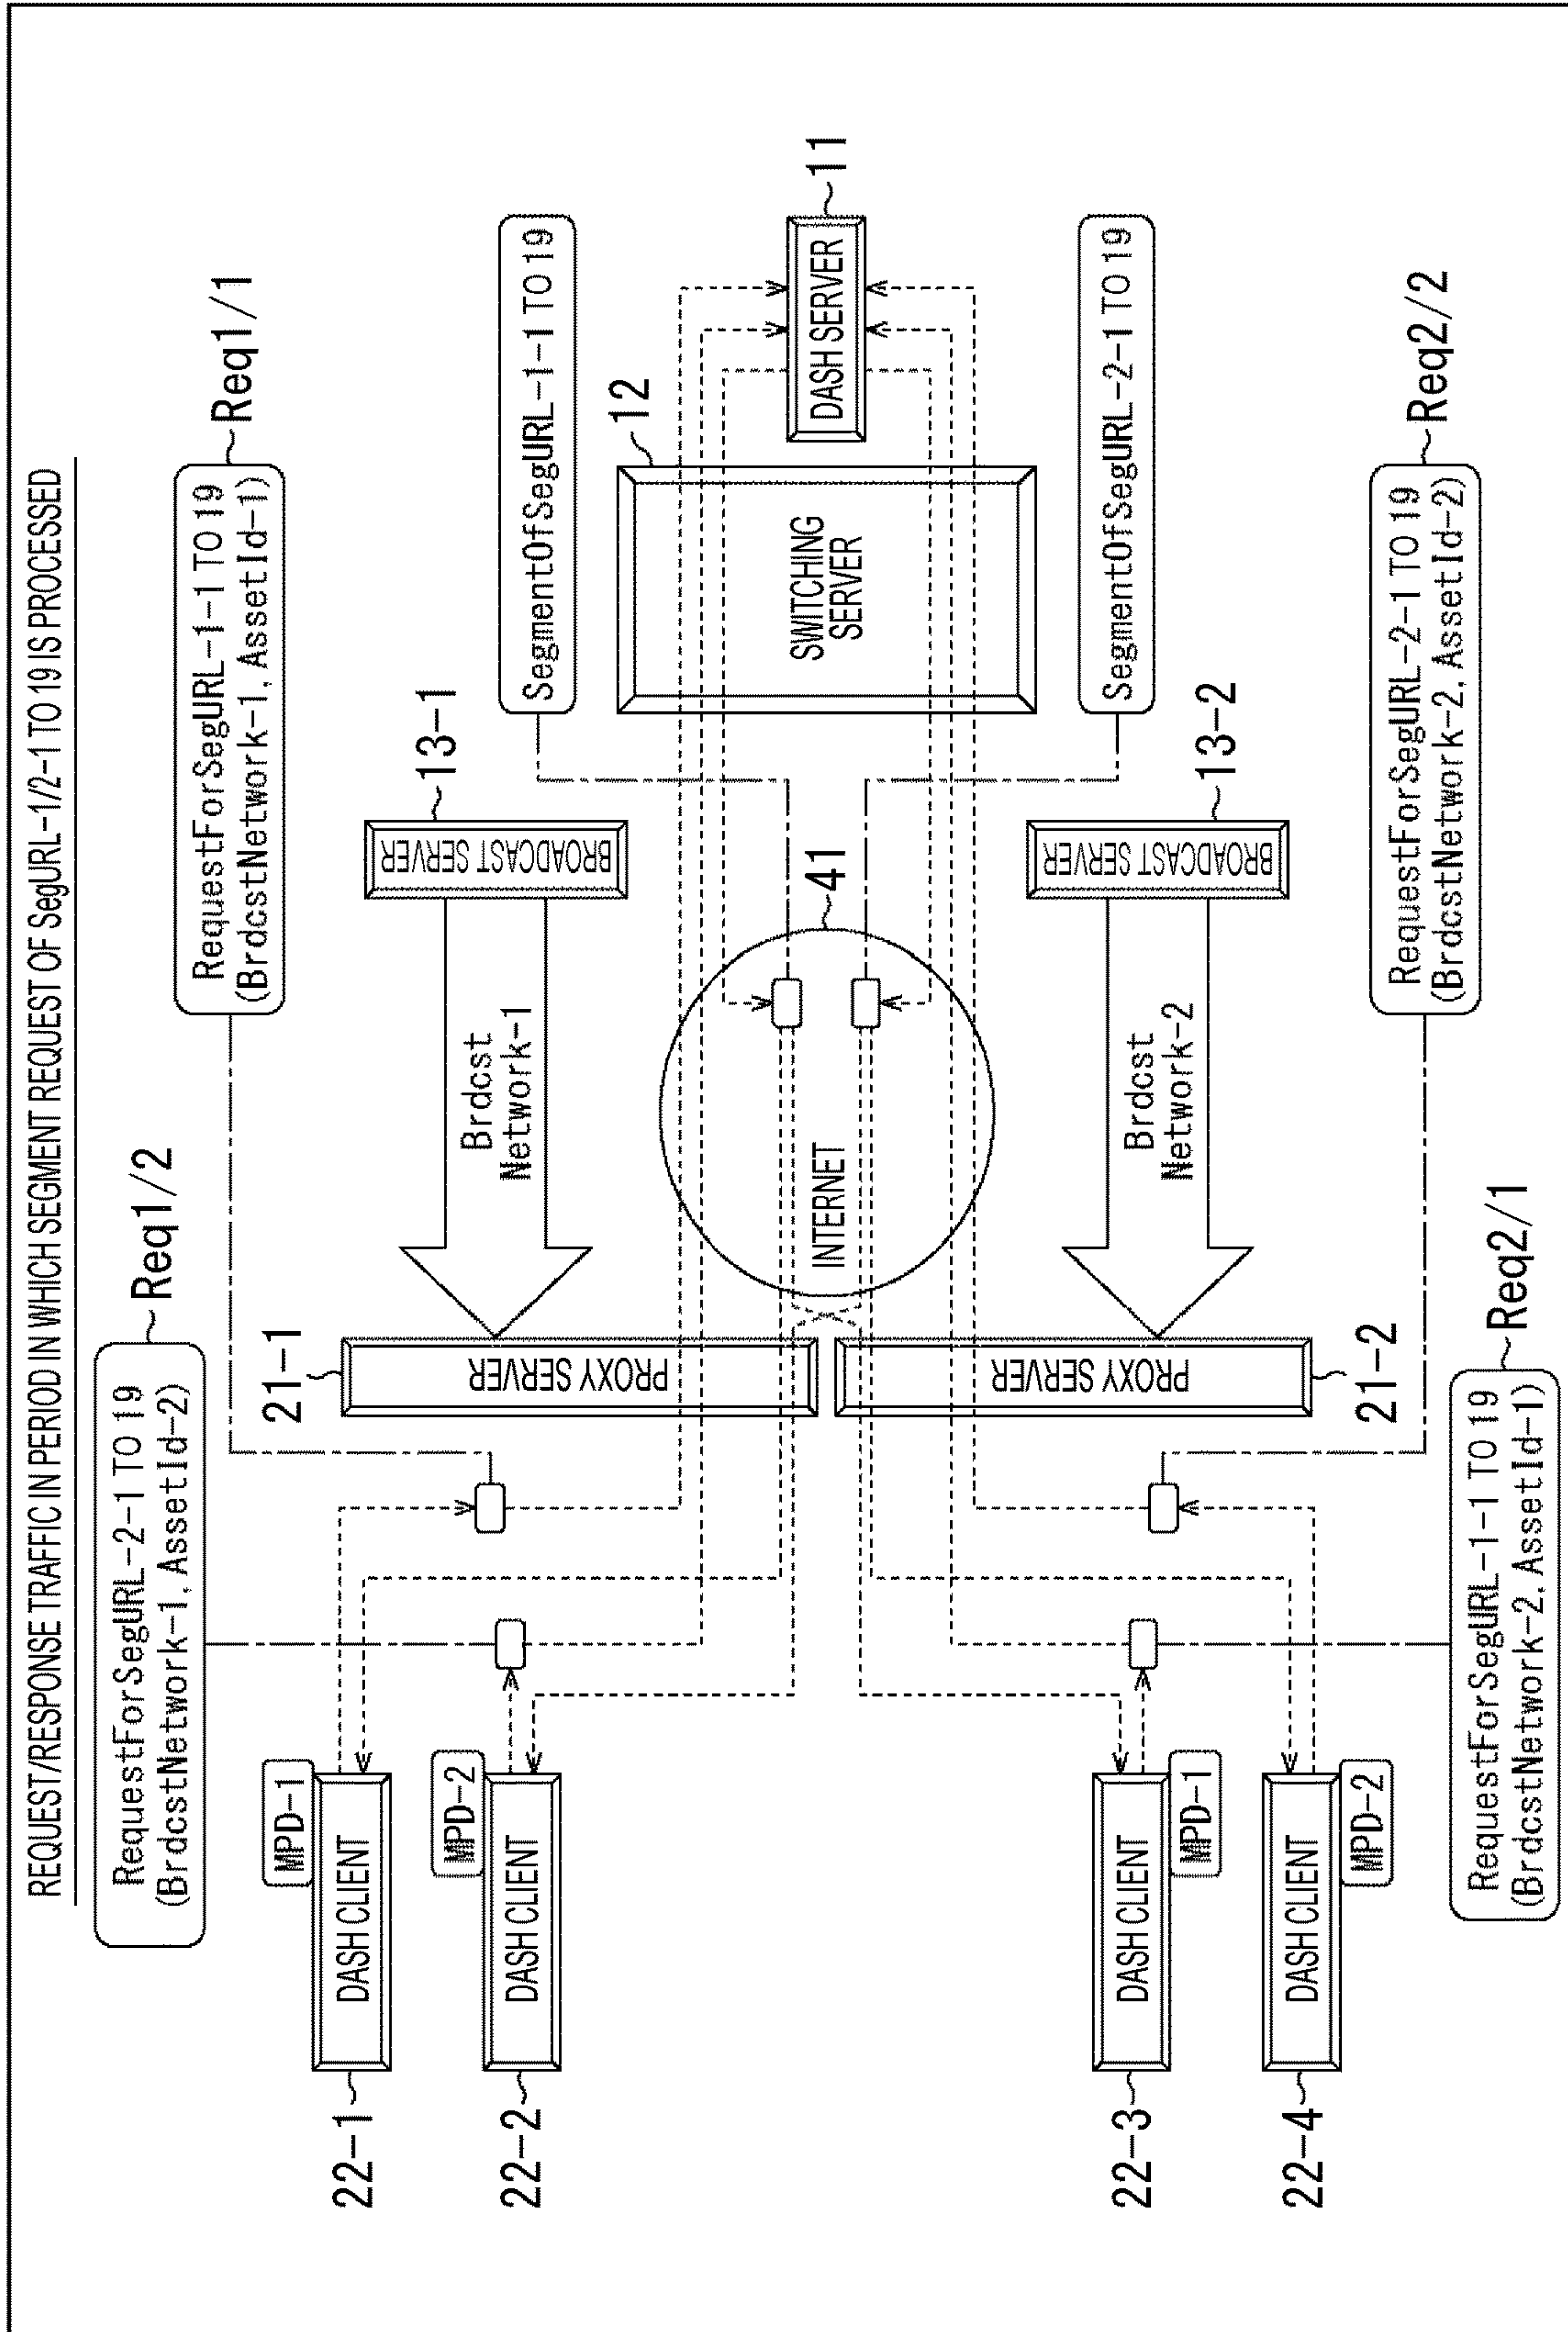 REQUEST/RESPONSE TRAFFIC IN PERIOD IN WHICH SEGMENT REQUEST OF SegURL-1/2-1 TO 19 IS PROCESSED
Req1/2
RequestForSegURL-2-1 TO 19
(BrdcstNetwork-1, AssetId-2)
Req1/1
RequestForSegURL-1-1 TO 19
(BrdcstNetwork-1, AssetId-1)
MPD-1
DASH CLIENT
22-1
MPD-2
DASH CLIENT
22-2
21-1
PROXY SERVER
Brdcst
Network-1
13-1
BROADCAST SERVER
SegmentOfSegURL-1-1 TO 19
12
SWITCHING
SERVER
11
DASH SERVER
41
INTERNET
SegmentOfSegURL-2-1 TO 19
13-2
BROADCAST SERVER
Brdcst
Network-2
PROXY SERVER
21-2
DASH CLIENT
MPD-1
22-3
DASH CLIENT
MPD-2
22-4
Req2/2
RequestForSegURL-2-1 TO 19
(BrdcstNetwork-2, AssetId-2)
Req2/1
RequestForSegURL-1-1 TO 19
(BrdcstNetwork-2, AssetId-1)